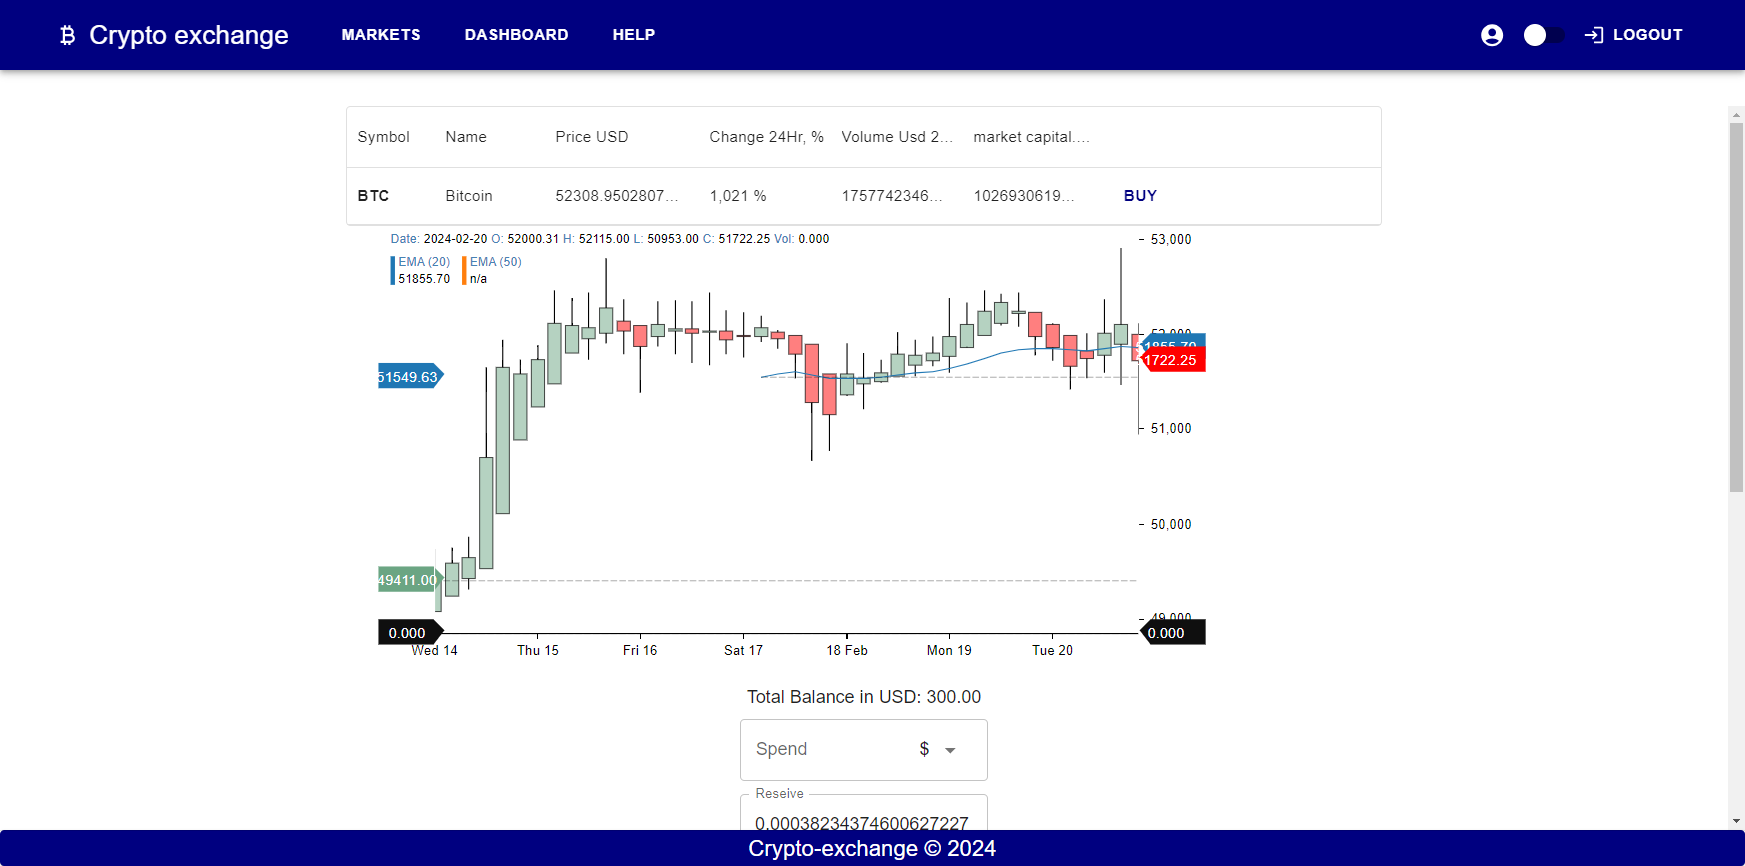 Crypto exchange MARKETS DASHBOARD HELP LOGOUT
Symbol Name Price USD Change 24Hr, % Volume Usd 2... market capital....
BTC Bitcoin 52308.9502807... 1,021 % 1757742346... 1026930619... BUY
Date: 2024-02-20 O: 52000.31 H: 52115.00 L: 50953.00 C: 51722.25 Vol: 0.000
53,000
EMA (20) EMA (50)
51855.70 n/a
52,000
1855.70
1722.25
51549.63
51,000
50,000
49411.00
49,000
0.000 0.000
Wed 14 Thu 15 Fri 16 Sat 17 18 Feb Mon 19 Tue 20
Total Balance in USD: 300.00
Spend $
Reseive
0.00038234374600627227
Crypto-exchange © 2024